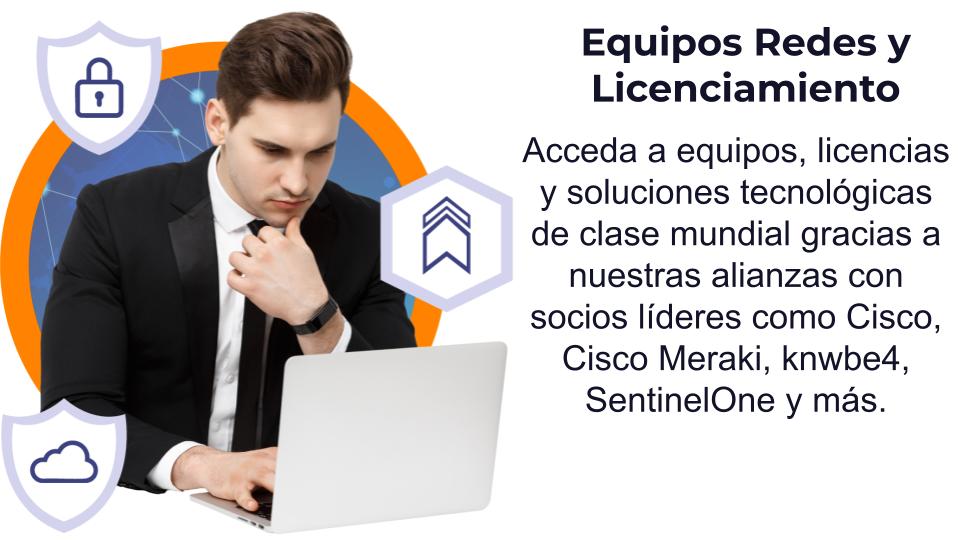 Equipos Redes y
Licenciamiento
Acceda a equipos, licencias
y soluciones tecnológicas
de clase mundial gracias a
nuestras alianzas con
socios líderes como Cisco,
Cisco Meraki, knwbe4,
SentinelOne y más.